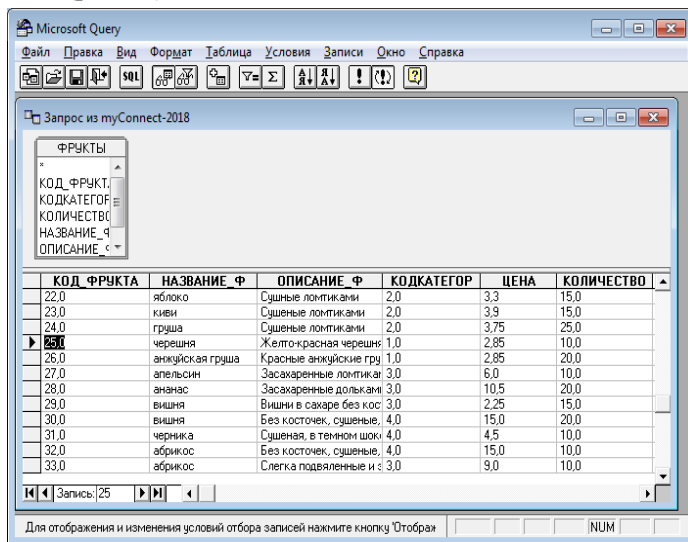 Microsoft Query
Файл Правка Вид Формат Таблица Условия Записи Окно Справка
SQL
Запрос из myConnect-2018
ФРУКТЫ
*
КОД_ФРУКТ
КОДКАТЕГОР
КОЛИЧЕСТВО
НАЗВАНИЕ_Ф
ОПИСАНИЕ_Ф
КОД_ФРУКТА НАЗВАНИЕ_Ф ОПИСАНИЕ_Ф КОДКАТЕГОР ЦЕНА КОЛИЧЕСТВО
22,0 яблоко Сушные ломтиками 2,0 3,3 15,0
23,0 киви Сушеные ломтиками 2,0 3,9 15,0
24,0 груша Сушеные ломтиками 2,0 3,75 25,0
25,0 черешня Желто-красная черешня 1,0 2,85 10,0
26,0 анжуйская груша Красные анжуйские гру 1,0 2,85 20,0
27,0 апельсин Засахаренные ломтикам 3,0 6,0 10,0
28,0 ананас Засахаренные дольками 3,0 10,5 20,0
29,0 вишня Вишни в сахаре без кос 3,0 2,25 15,0
30,0 вишня Без косточек, сушеные, 4,0 15,0 20,0
31,0 черника Сушеная, в темном шок 4,0 4,5 10,0
32,0 абрикос Без косточек, сушеные, 4,0 15,0 10,0
33,0 абрикос Слегка подвяленные и з 3,0 9,0 10,0
Запись: 25
Для отображения и изменения условий отбора записей нажмите кнопку 'Отображ NUM